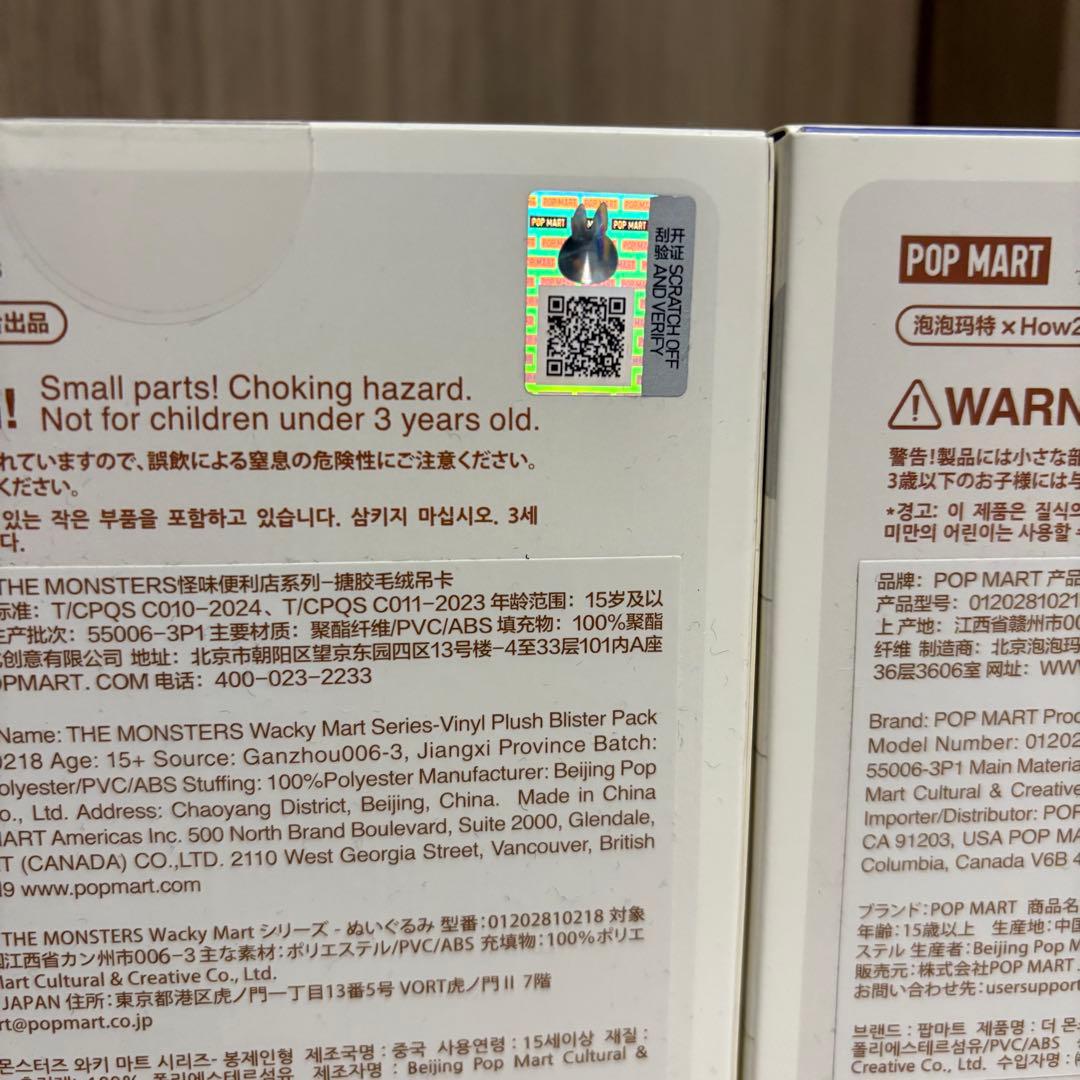 合出品
Small parts! Choking hazard.
Not for children under 3 years old.
れていますので、誤飲による窒息の危険性にご注意ください。
ください。
있는 작은 부품을 포함하고 있습니다. 삼키지 마십시오. 3세
다.
POP MART
POP MART
POP MART
开证 SCRATCH OFF
刮验 AND VERIFY
THE MONSTERS怪味便利店系列-搪胶毛绒吊卡
标准：T/CPQS C010-2024、T/CPQS C011-2023 年龄范围：15岁及以
生产批次：55006-3P1 主要材质：聚酯纤维/PVC/ABS 填充物：100%聚酯
化创意有限公司 地址：北京市朝阳区望京东园四区13号楼-4至33层101内A座
OPMART. COM 电话：400-023-2233
Name: THE MONSTERS Wacky Mart Series-Vinyl Plush Blister Pack
0218 Age: 15+ Source: Ganzhou006-3, Jiangxi Province Batch:
olyester/PVC/ABS Stuffing: 100%Polyester Manufacturer: Beijing Pop
o., Ltd. Address: Chaoyang District, Beijing, China. Made in China
MART Americas Inc. 500 North Brand Boulevard, Suite 2000, Glendale,
T (CANADA) CO.,LTD. 2110 West Georgia Street, Vancouver, British
9 www.popmart.com
THE MONSTERS Wacky Mart シリーズ - ぬいぐるみ 型番:01202810218 対象
国江西省カン州市006-3 主な素材:ポリエステル/PVC/ABS 充填物:100%ポリエ
Mart Cultural & Creative Co., Ltd.
JAPAN 住所:東京都港区虎ノ門一丁目13番5号 VORT虎ノ門 II 7階
rt@popmart.co.jp
몬스터즈 와키 마트 시리즈- 봉제인형 제조국명 : 중국 사용연령 : 15세이상 재질 :
폴리에스테르섬유 제조자명 : Beijing Pop Mart Cultural &
POP MART
泡泡玛特×How2
WARN
警告!製品には小さな部
3歳以下のお子様には与
*경고: 이 제품은 질식의
미만의 어린이는 사용할
品牌：POP MART 产品
产品型号：0120281021
上 产地：江西省赣州市00
纤维 制造商：北京泡泡玛
36层3606室 网址：WW
Brand: POP MART Prod
Model Number: 01202
55006-3P1 Main Materia
Mart Cultural & Creative
Importer/Distributor: POP
CA 91203, USA POP MA
Columbia, Canada V6B 4
ブランド:POP MART 商品名
年齢:15歳以上 生産地:中国
ステル 生産者:Beijing Pop M
販売元:株式会社POP MART
お問い合わせ先:usersupport
브랜드 : 팝마트 제품명 : 더 몬
폴리에스테르섬유/PVC/ABS
Creative Co., Ltd. 수입자명 :